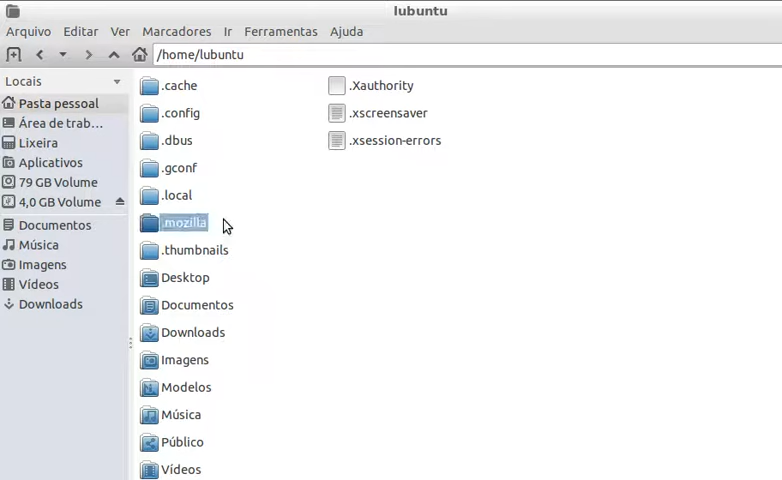 lubuntu
Arquivo Editar Ver Marcadores Ir Ferramentas Ajuda
/home/lubuntu
Locais
Pasta pessoal
Área de trab...
Lixeira
Aplicativos
79 GB Volume
4,0 GB Volume
Documentos
Música
Imagens
Vídeos
Downloads
.cache
.config
.dbus
.gconf
.local
.mozilla
.thumbnails
Desktop
Documentos
Downloads
Imagens
Modelos
Música
Público
Vídeos
.Xauthority
.xscreensaver
.xsession-errors